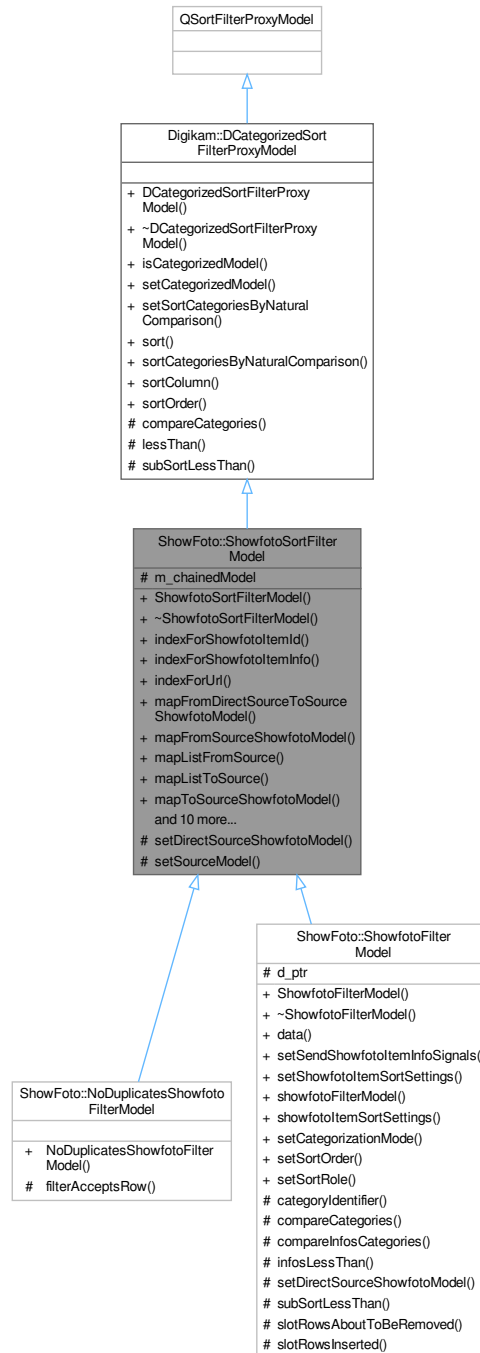 QSortFilterProxyModel
Digikam::DCategorizedSort
FilterProxyModel
+ DCategorizedSortFilterProxy
Model()
+ ~DCategorizedSortFilterProxy
Model()
+ isCategorizedModel()
+ setCategorizedModel()
+ setSortCategoriesByNatural
Comparison()
+ sort()
+ sortCategoriesByNaturalComparison()
+ sortColumn()
+ sortOrder()
# compareCategories()
# lessThan()
# subSortLessThan()
ShowFoto::ShowfotoSortFilter
Model
# m_chainedModel
+ ShowfotoSortFilterModel()
+ ~ShowfotoSortFilterModel()
+ indexForShowfotoItemId()
+ indexForShowfotoItemInfo()
+ indexForUrl()
+ mapFromDirectSourceToSource
ShowfotoModel()
+ mapFromSourceShowfotoModel()
+ mapListFromSource()
+ mapListToSource()
+ mapToSourceShowfotoModel()
and 10 more...
# setDirectSourceShowfotoModel()
# setSourceModel()
ShowFoto::NoDuplicatesShowfoto
FilterModel
+ NoDuplicatesShowfotoFilter
Model()
# filterAcceptsRow()
ShowFoto::ShowfotoFilter
Model
# d_ptr
+ ShowfotoFilterModel()
+ ~ShowfotoFilterModel()
+ data()
+ setSendShowfotoItemInfoSignals()
+ setShowfotoItemSortSettings()
+ showfotoFilterModel()
+ showfotoItemSortSettings()
+ setCategorizationMode()
+ setSortOrder()
+ setSortRole()
# categoryIdentifier()
# compareCategories()
# compareInfosCategories()
# infosLessThan()
# setDirectSourceShowfotoModel()
# subSortLessThan()
# slotRowsAboutToBeRemoved()
# slotRowsInserted()